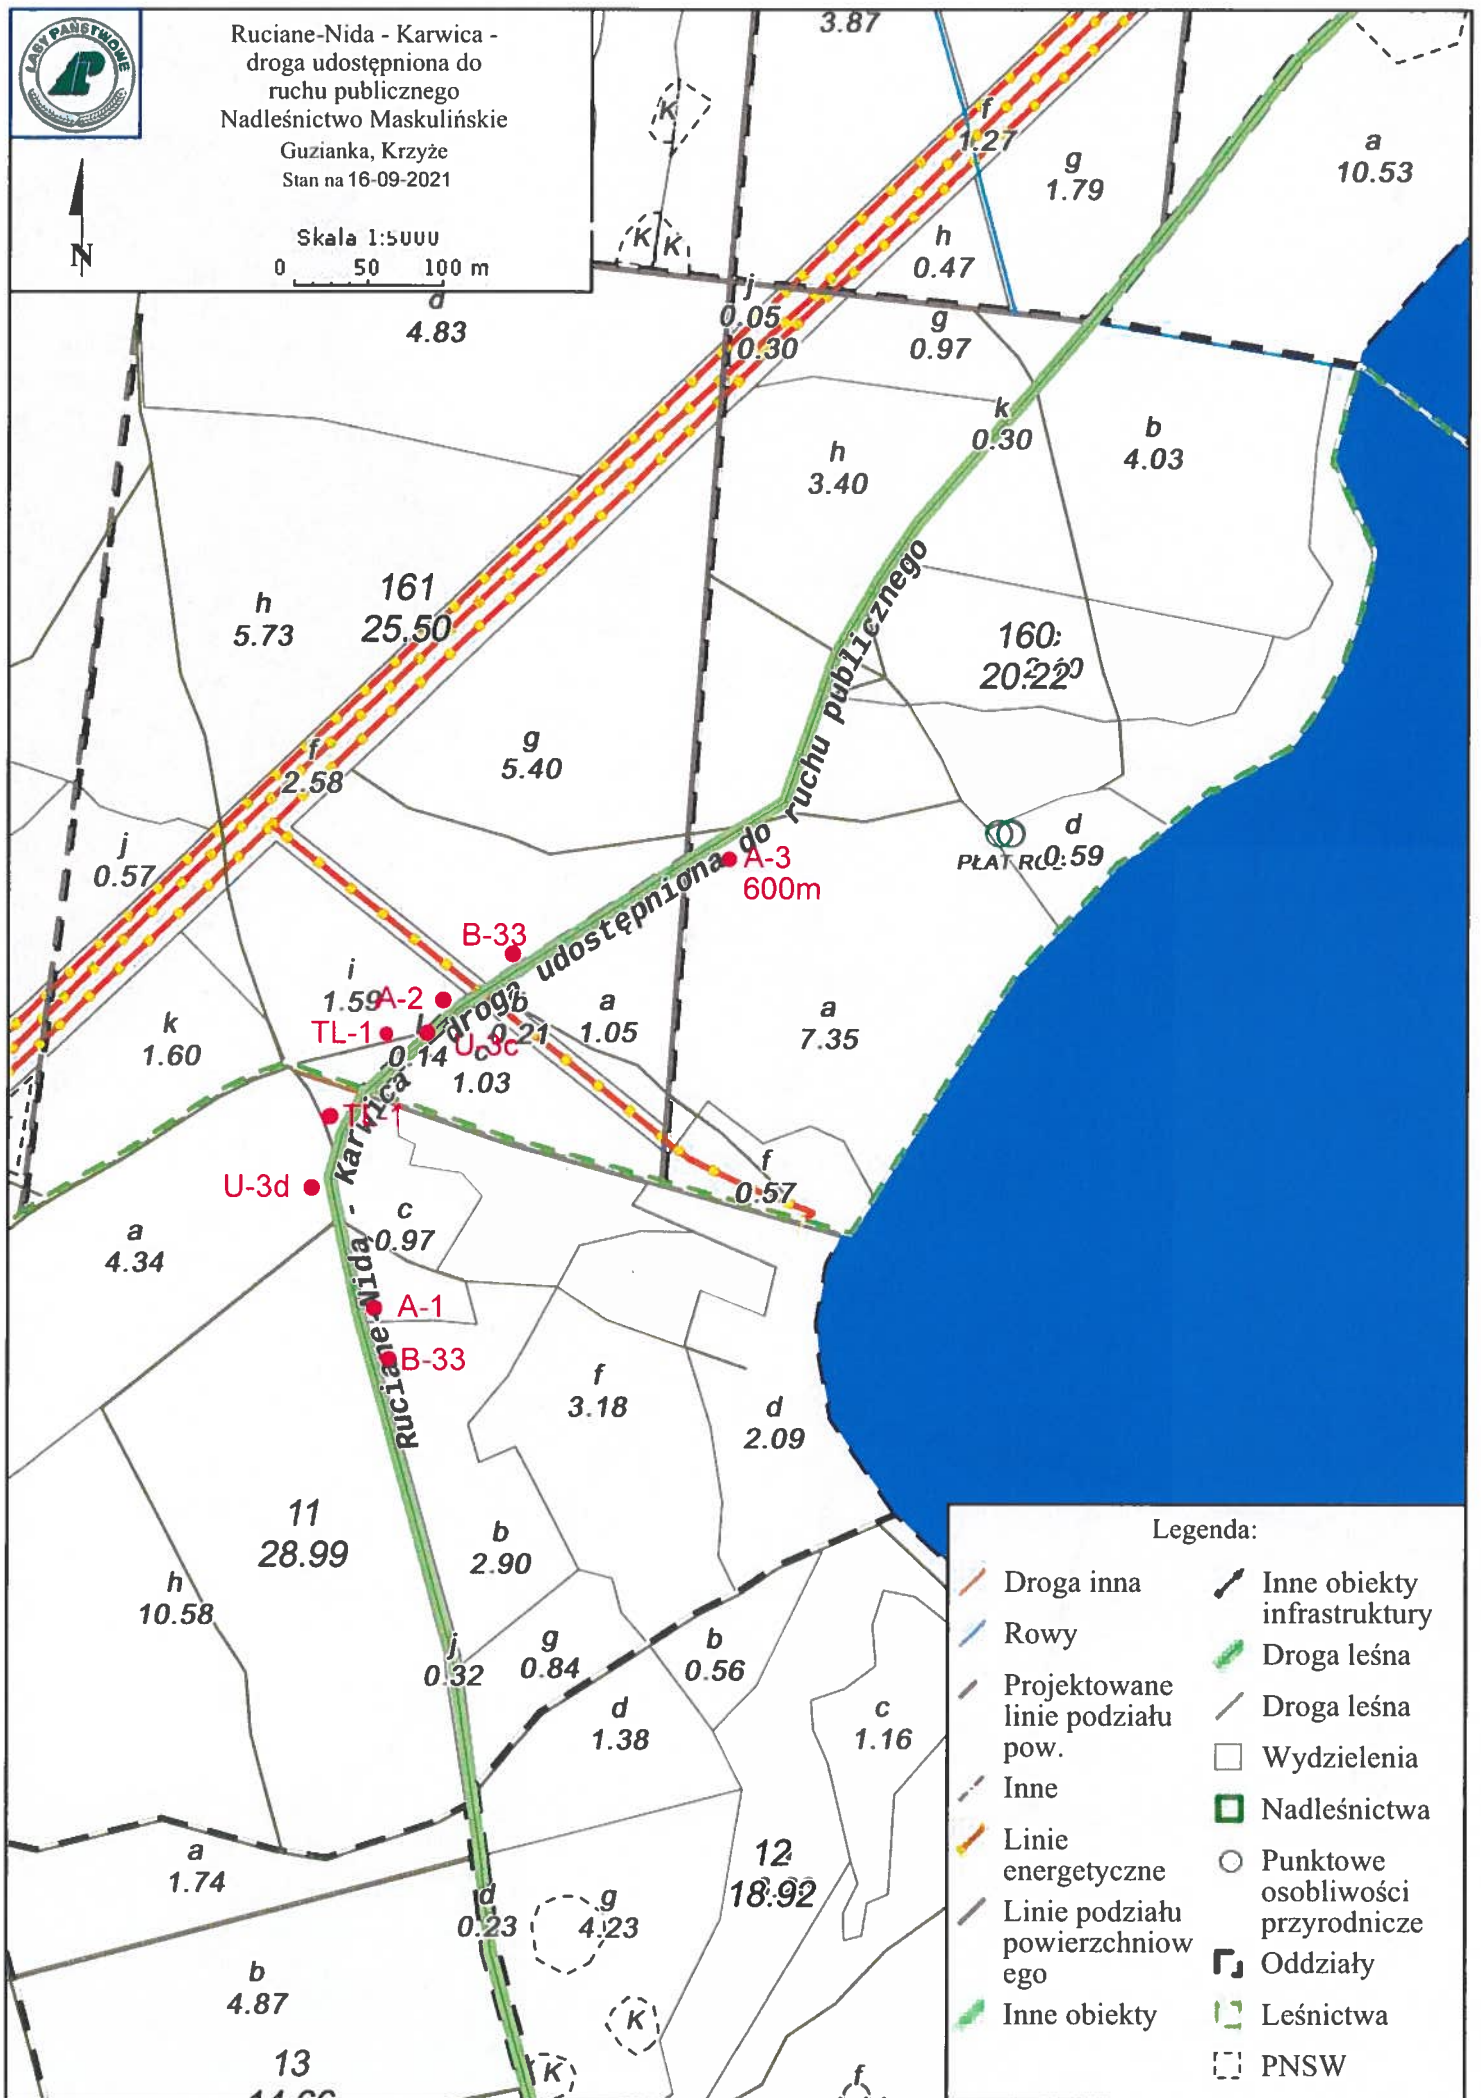 LASY PAŃSTWOWE
Ruciane-Nida - Karwica -
droga udostępniona do
ruchu publicznego
Nadleśnictwo Maskulińskie
Guzianka, Krzyże
Stan na 16-09-2021
Skala 1:5000
0 50 100 m
N
3.87
K
K
K
f
1.27
g
1.79
a
10.53
h
0.47
d
4.83
j
0.05
0.30
g
0.97
k
0.30
b
4.03
h
3.40
161
25.50
h
5.73
160
20.22
f
2.58
g
5.40
j
0.57
d
0.59
PŁAT
A-3
600m
B-33
i
1.59
A-2
TL-1
U-3c
0.14
b
0.21
c
1.03
a
1.05
a
7.35
k
1.60
TL-1
U-3d
f
0.57
a
4.34
c
0.97
A-1
B-33
Ruciane-Nida - Karwica - droga udostępniona do ruchu publicznego
f
3.18
d
2.09
11
28.99
b
2.90
h
10.58
j
0.32
g
0.84
b
0.56
d
1.38
c
1.16
a
1.74
12
18.92
d
0.23
g
4.23
b
4.87
K
13
K
f
Legenda:
Droga inna
Rowy
Projektowane
linie podziału
pow.
Inne
Linie
energetyczne
Linie podziału
powierzchniow
ego
Inne obiekty
Inne obiekty
infrastruktury
Droga leśna
Droga leśna
Wydzielenia
Nadleśnictwa
Punktowe
osobliwości
przyrodnicze
Oddziały
Leśnictwa
PNSW